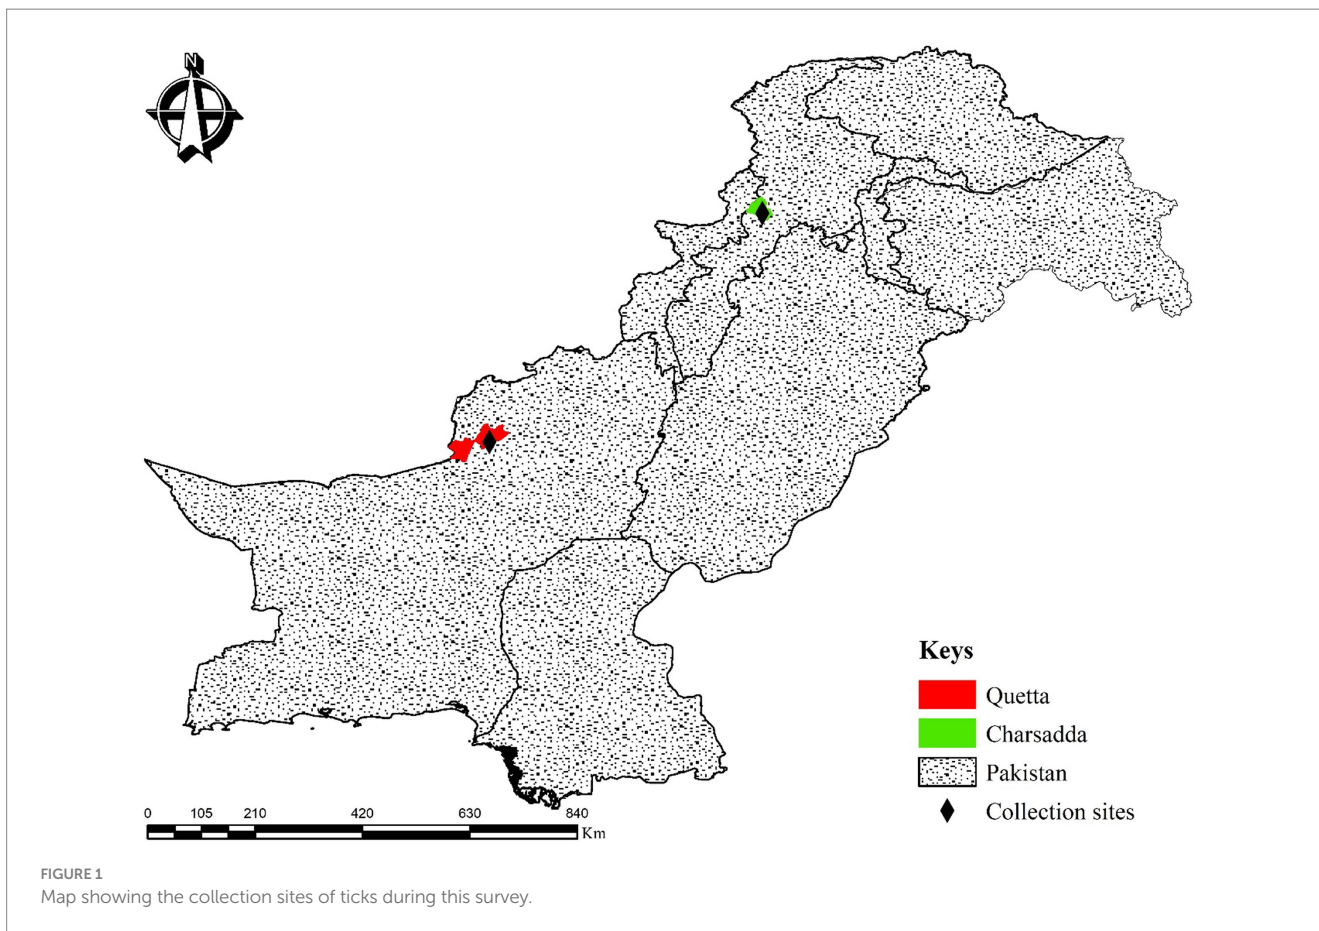 N
Keys
Quetta
Charsadda
Pakistan
Collection sites
0 105 210 420 630 840
Km
FIGURE 1
Map showing the collection sites of ticks during this survey.